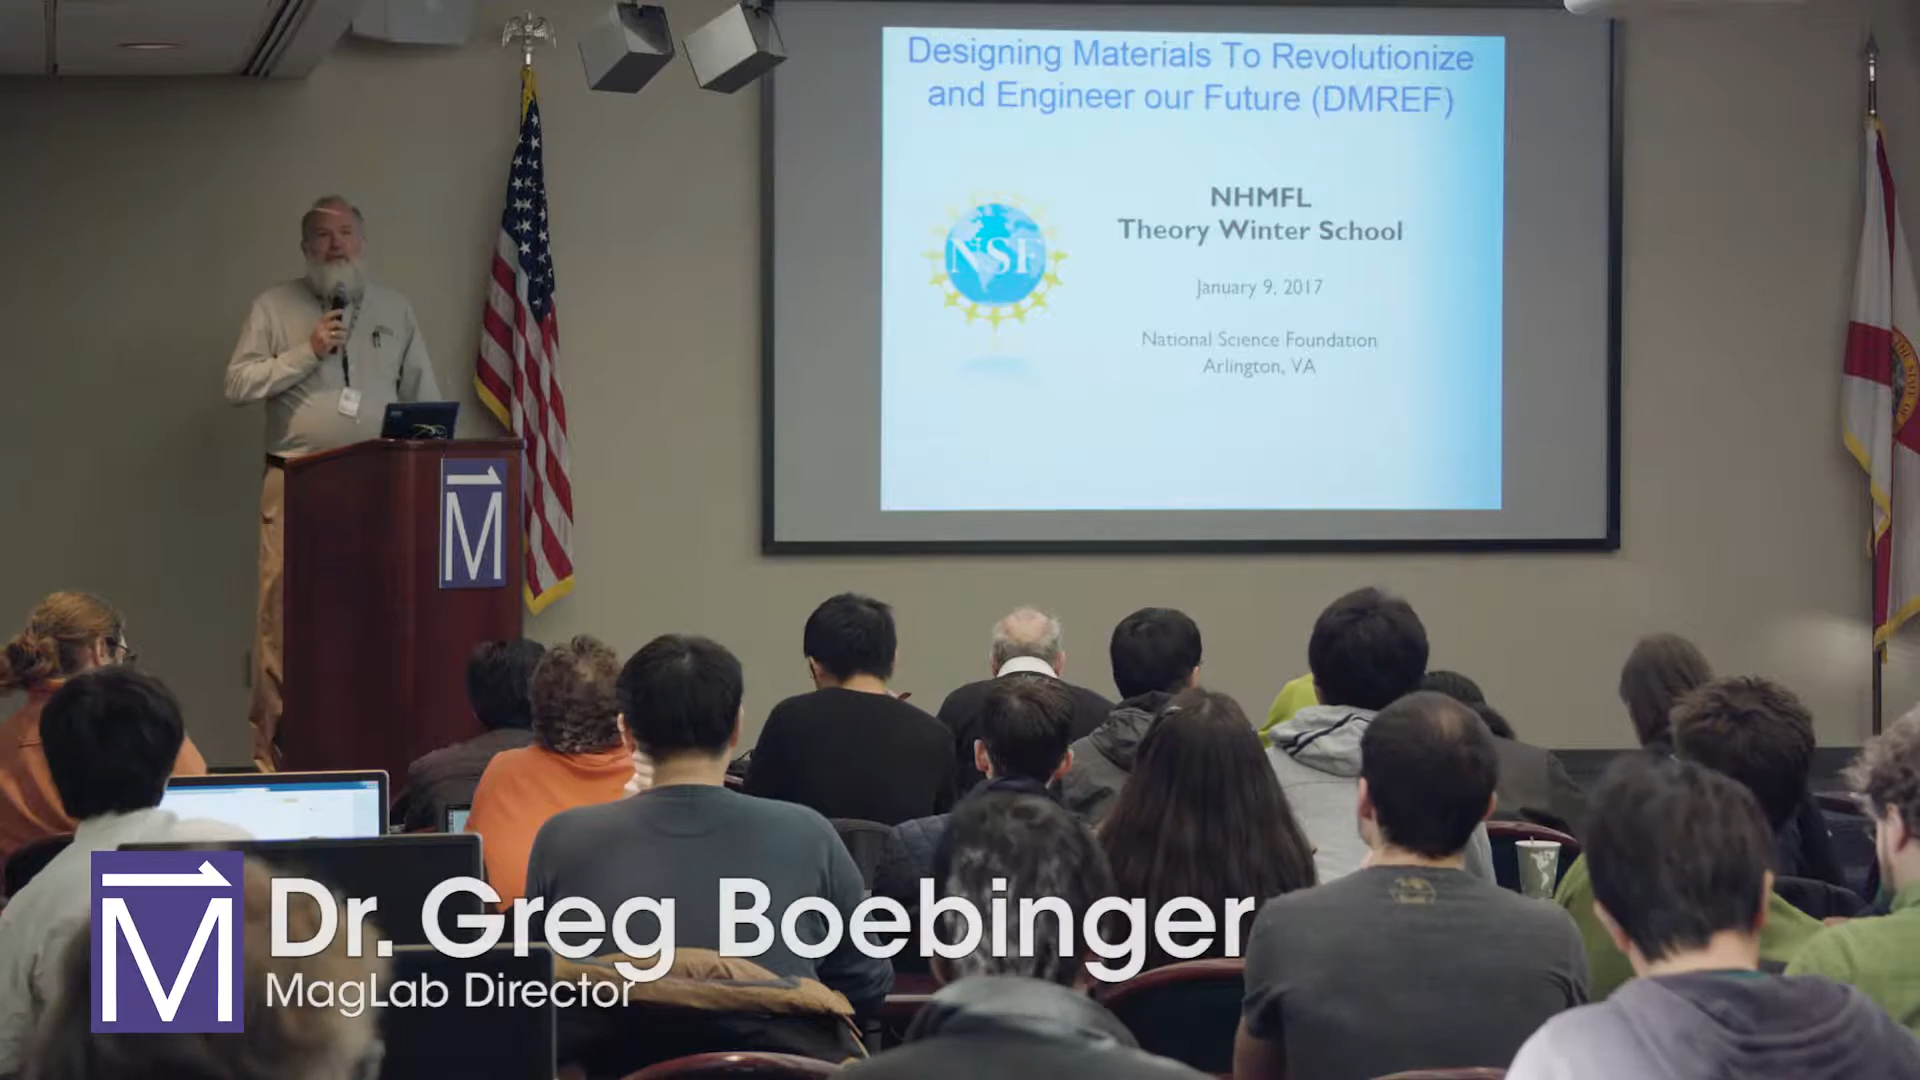 Designing Materials To Revolutionize
and Engineer our Future (DMREF)
NHMFL
Theory Winter School
NSF
January 9, 2017
National Science Foundation
Arlington, VA
M
M
Dr. Greg Boebinger
MagLab Director